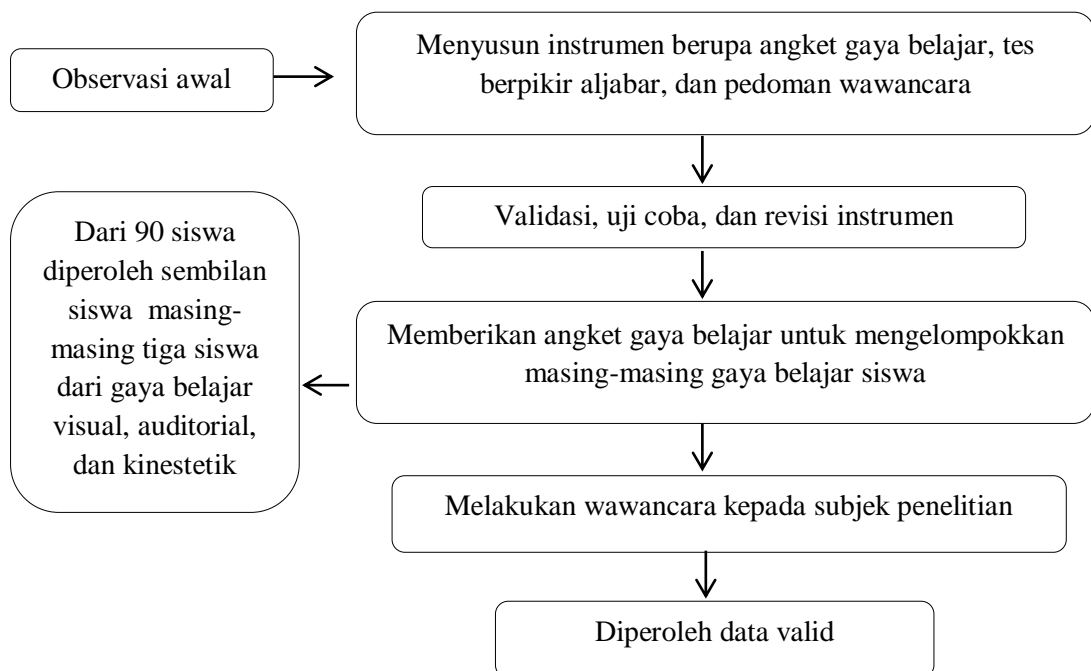 Observasi awal
Menyusun instrumen berupa angket gaya belajar, tes
berpikir aljabar, dan pedoman wawancara
Validasi, uji coba, dan revisi instrumen
Memberikan angket gaya belajar untuk mengelompokkan
masing-masing gaya belajar siswa
Dari 90 siswa
diperoleh sembilan
siswa masing-
masing tiga siswa
dari gaya belajar
visual, auditorial,
dan kinestetik
Melakukan wawancara kepada subjek penelitian
Diperoleh data valid